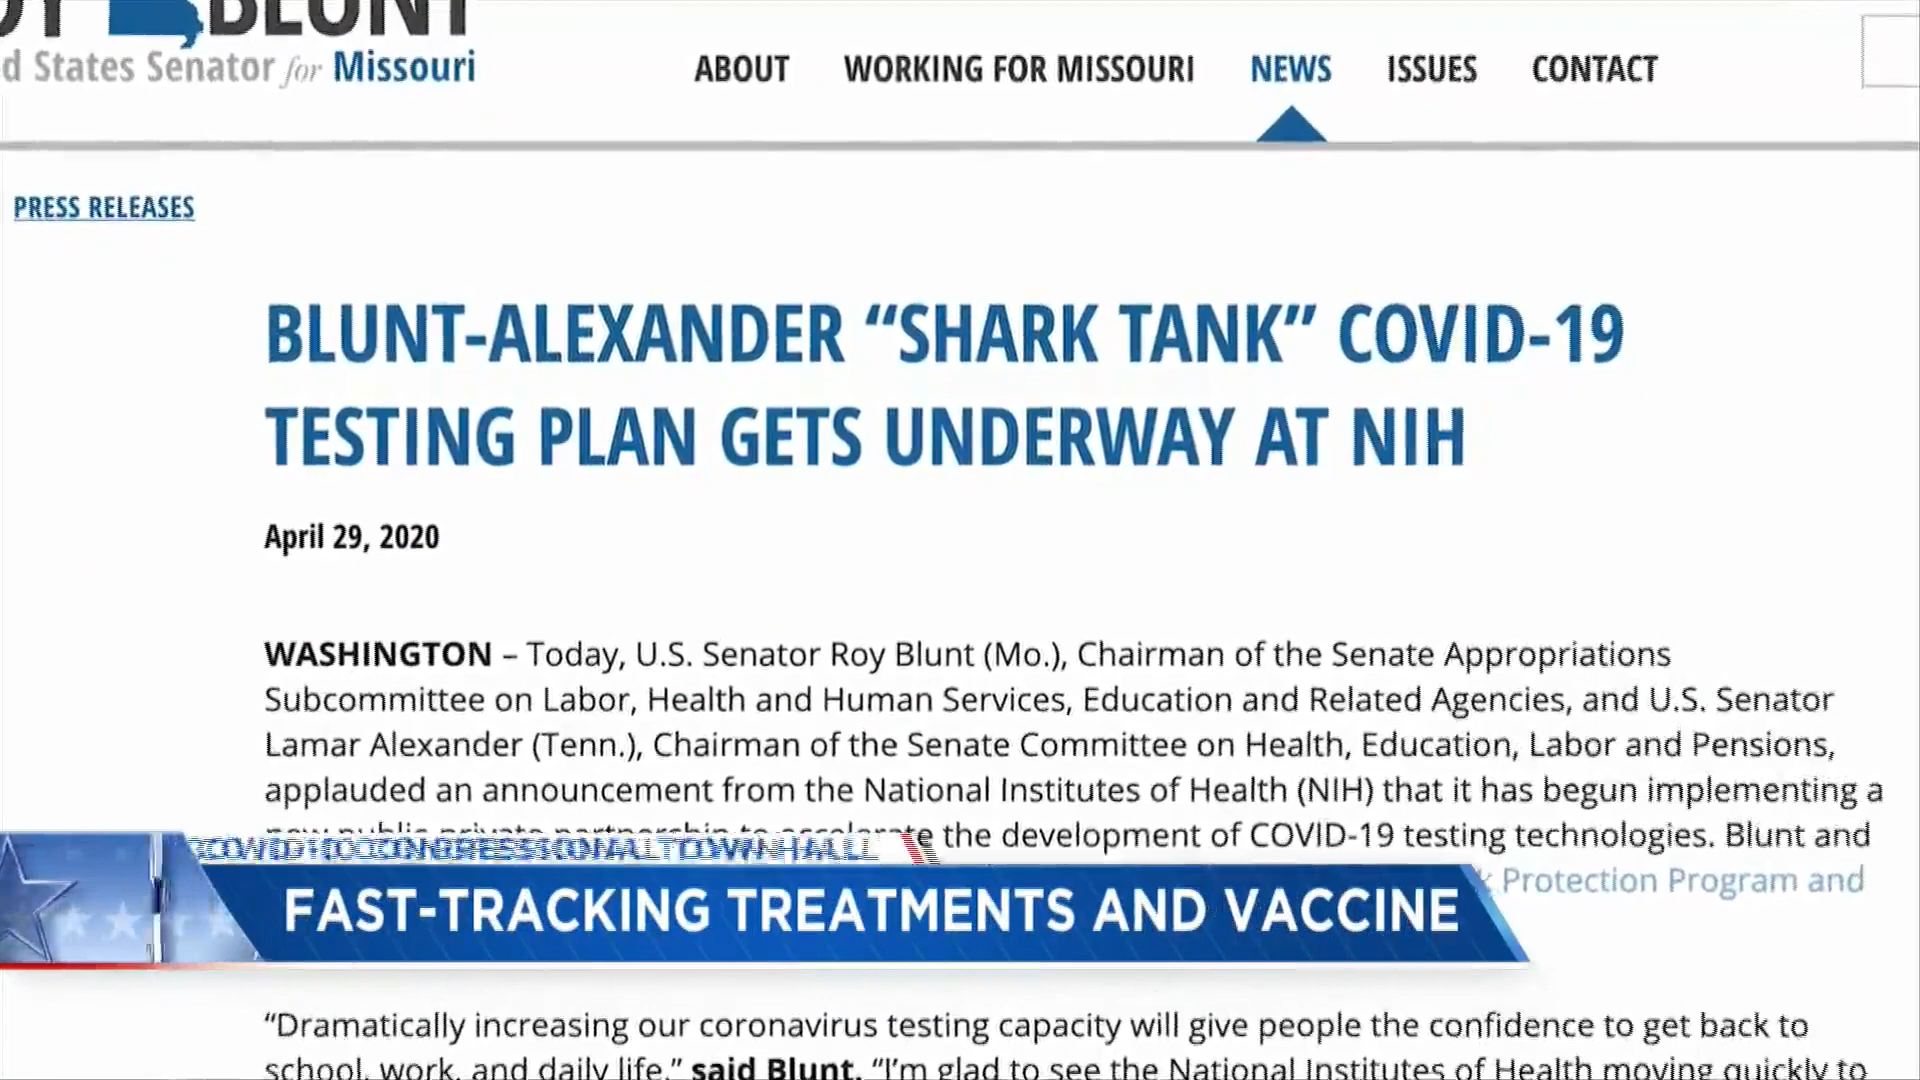 BLUNT
d States Senator for Missouri
ABOUT WORKING FOR MISSOURI NEWS ISSUES CONTACT
PRESS RELEASES
BLUNT-ALEXANDER “SHARK TANK” COVID-19
TESTING PLAN GETS UNDERWAY AT NIH
April 29, 2020
WASHINGTON – Today, U.S. Senator Roy Blunt (Mo.), Chairman of the Senate Appropriations
Subcommittee on Labor, Health and Human Services, Education and Related Agencies, and U.S. Senator
Lamar Alexander (Tenn.), Chairman of the Senate Committee on Health, Education, Labor and Pensions,
applauded an announcement from the National Institutes of Health (NIH) that it has begun implementing a
new public-private partnership to accelerate the development of COVID-19 testing technologies. Blunt and
CONGRESSIONAL TOWN HALL
Protection Program and
FAST-TRACKING TREATMENTS AND VACCINE
“Dramatically increasing our coronavirus testing capacity will give people the confidence to get back to
school, work, and daily life,” said Blunt. “I’m glad to see the National Institutes of Health moving quickly to